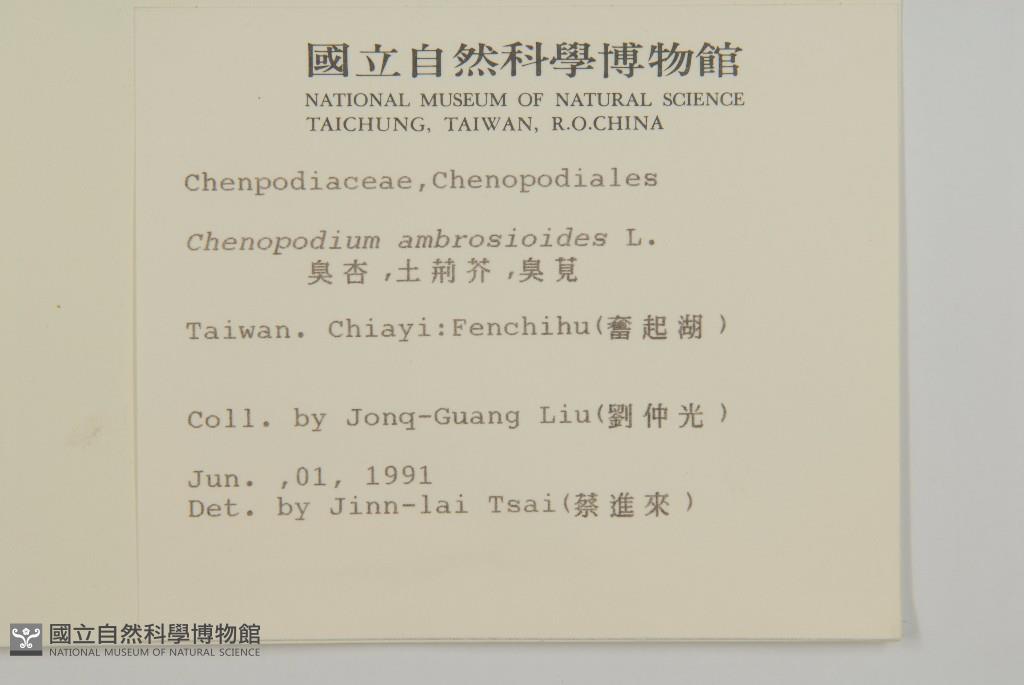 國立自然科學博物館
NATIONAL MUSEUM OF NATURAL SCIENCE
TAICHUNG, TAIWAN, R.O.CHINA
Chenpodiaceae,Chenopodiales
Chenopodium ambrosioides L.
臭杏,土荊芥,臭莧
Taiwan. Chiayi:Fenchihu(奮起湖)
Coll. by Jonq-Guang Liu(劉仲光)
Jun. ,01, 1991
Det. by Jinn-lai Tsai(蔡進來)
國立自然科學博物館
NATIONAL MUSEUM OF NATURAL SCIENCE